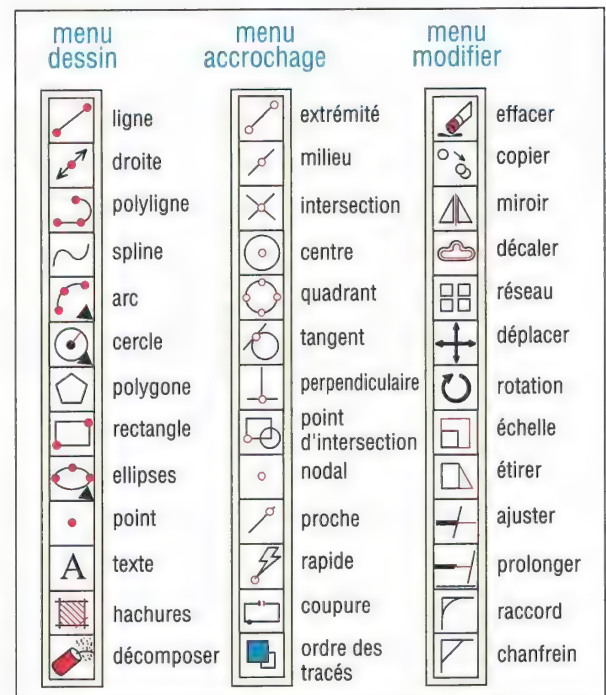 menu
dessin
ligne
droite
polyligne
spline
arc
cercle
polygone
rectangle
ellipses
point
A
texte
hachures
décomposer
menu
accrochage
extrémité
milieu
intersection
centre
quadrant
tangent
perpendiculaire
point
d'intersection
nodal
proche
rapide
coupure
ordre des
tracés
menu
modifier
effacer
copier
miroir
décaler
réseau
déplacer
rotation
échelle
étirer
ajuster
prolonger
raccord
chanfrein